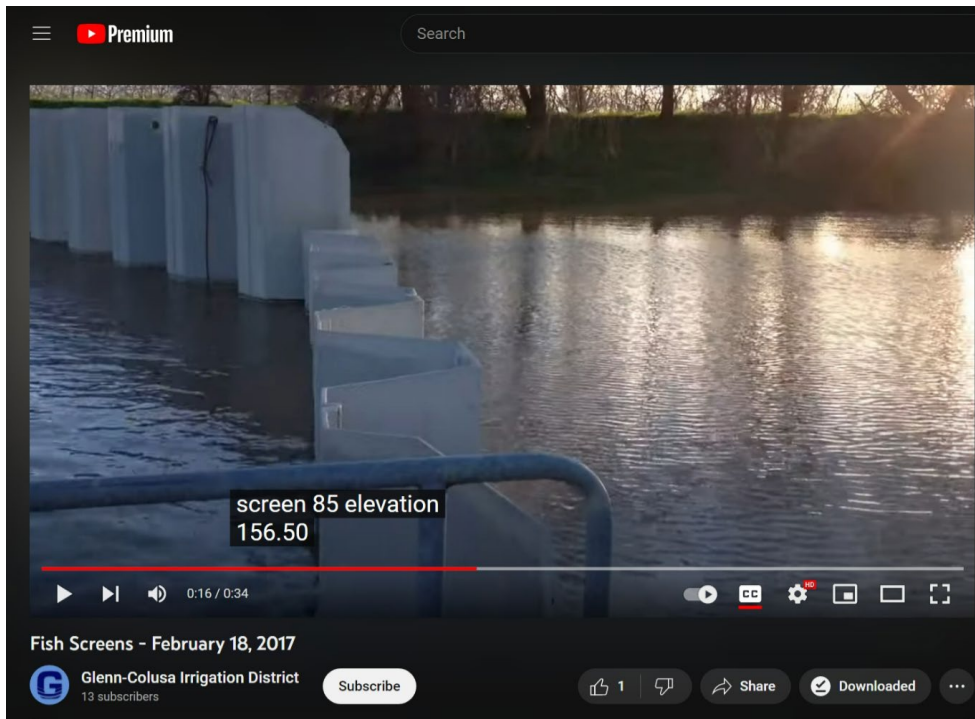 Premium
Search
screen 85 elevation
156.50
0:16 / 0:34
CC
HD
Fish Screens - February 18, 2017
G
Glenn-Colusa Irrigation District
13 subscribers
Subscribe
1
Share
Downloaded